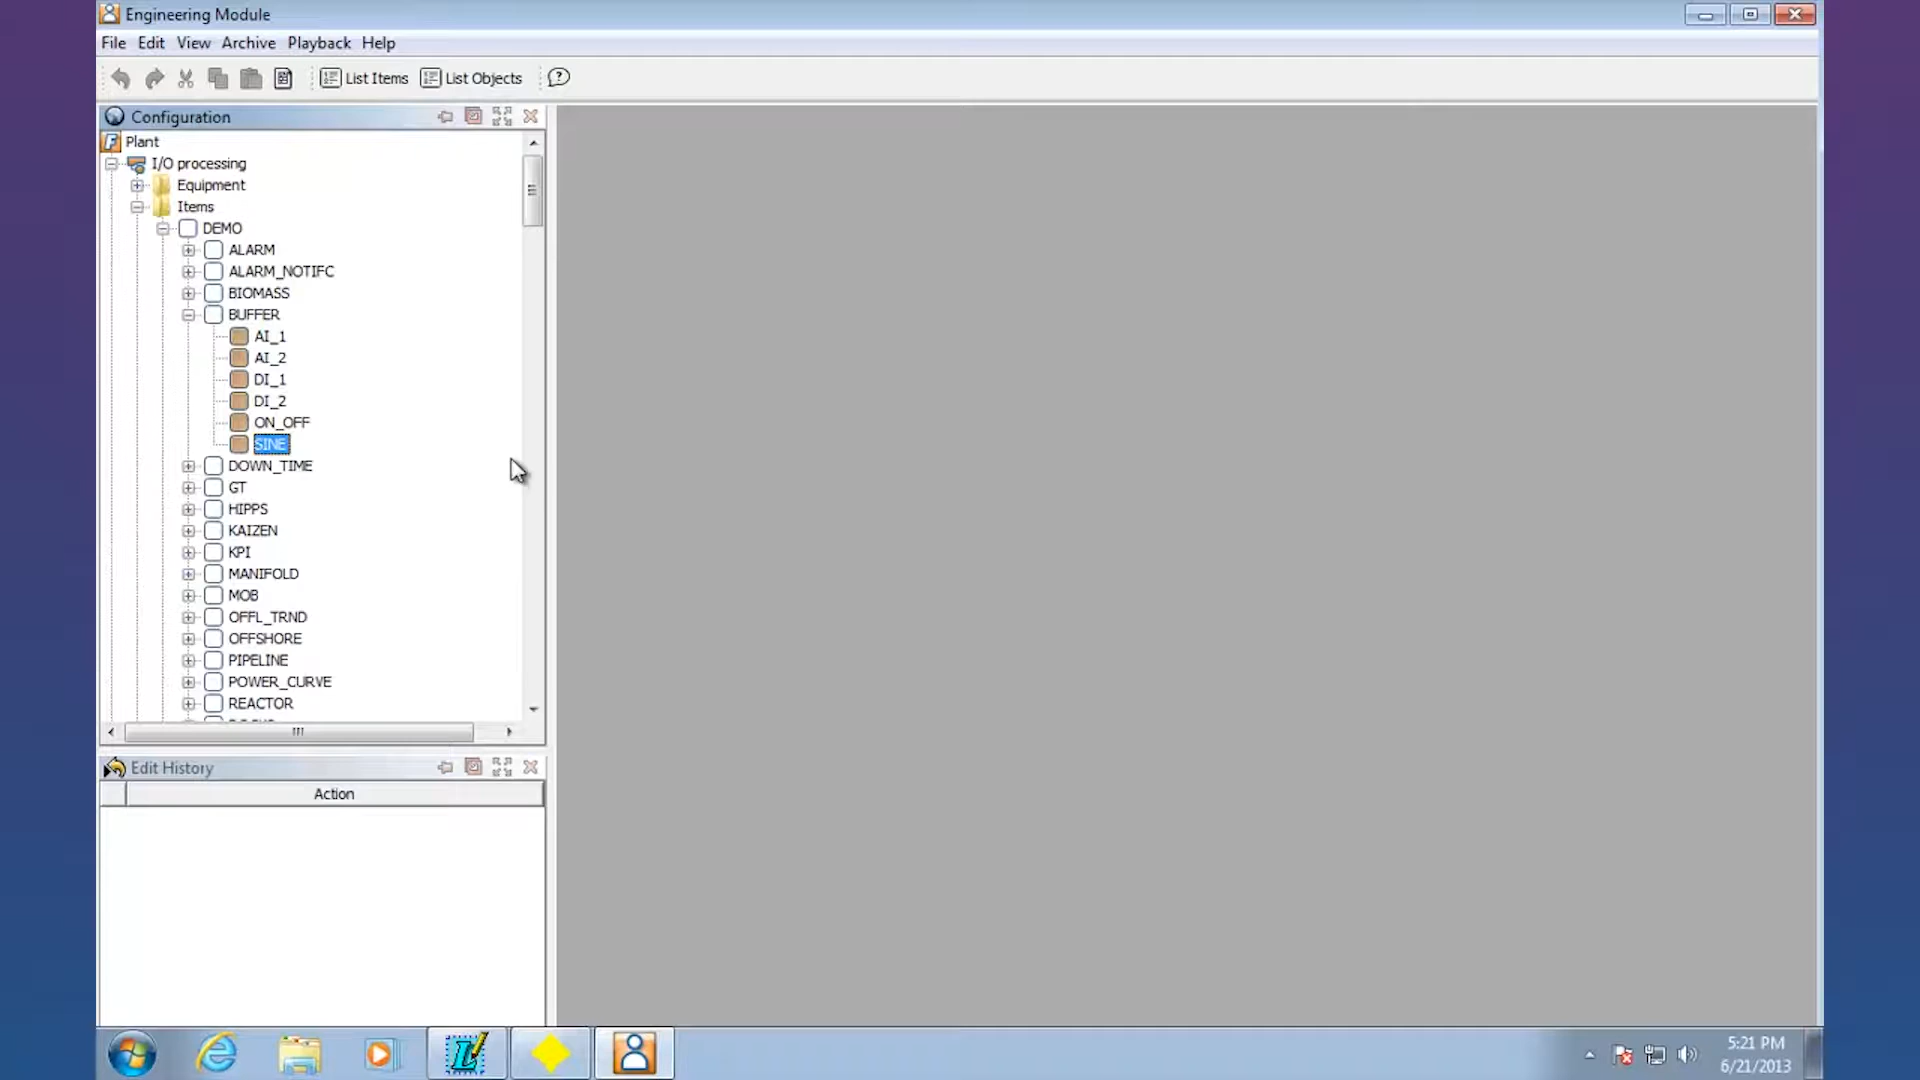 Engineering Module
File Edit View Archive Playback Help
List Items List Objects
Configuration
Plant
I/O processing
Equipment
Items
DEMO
ALARM
ALARM_NOTIFC
BIOMASS
BUFFER
AI_1
AI_2
DI_1
DI_2
ON_OFF
SINE
DOWN_TIME
GT
HIPPS
KAIZEN
KPI
MANIFOLD
MOB
OFFL_TRND
OFFSHORE
PIPELINE
POWER_CURVE
REACTOR
Edit History
Action
5:21 PM
6/21/2013